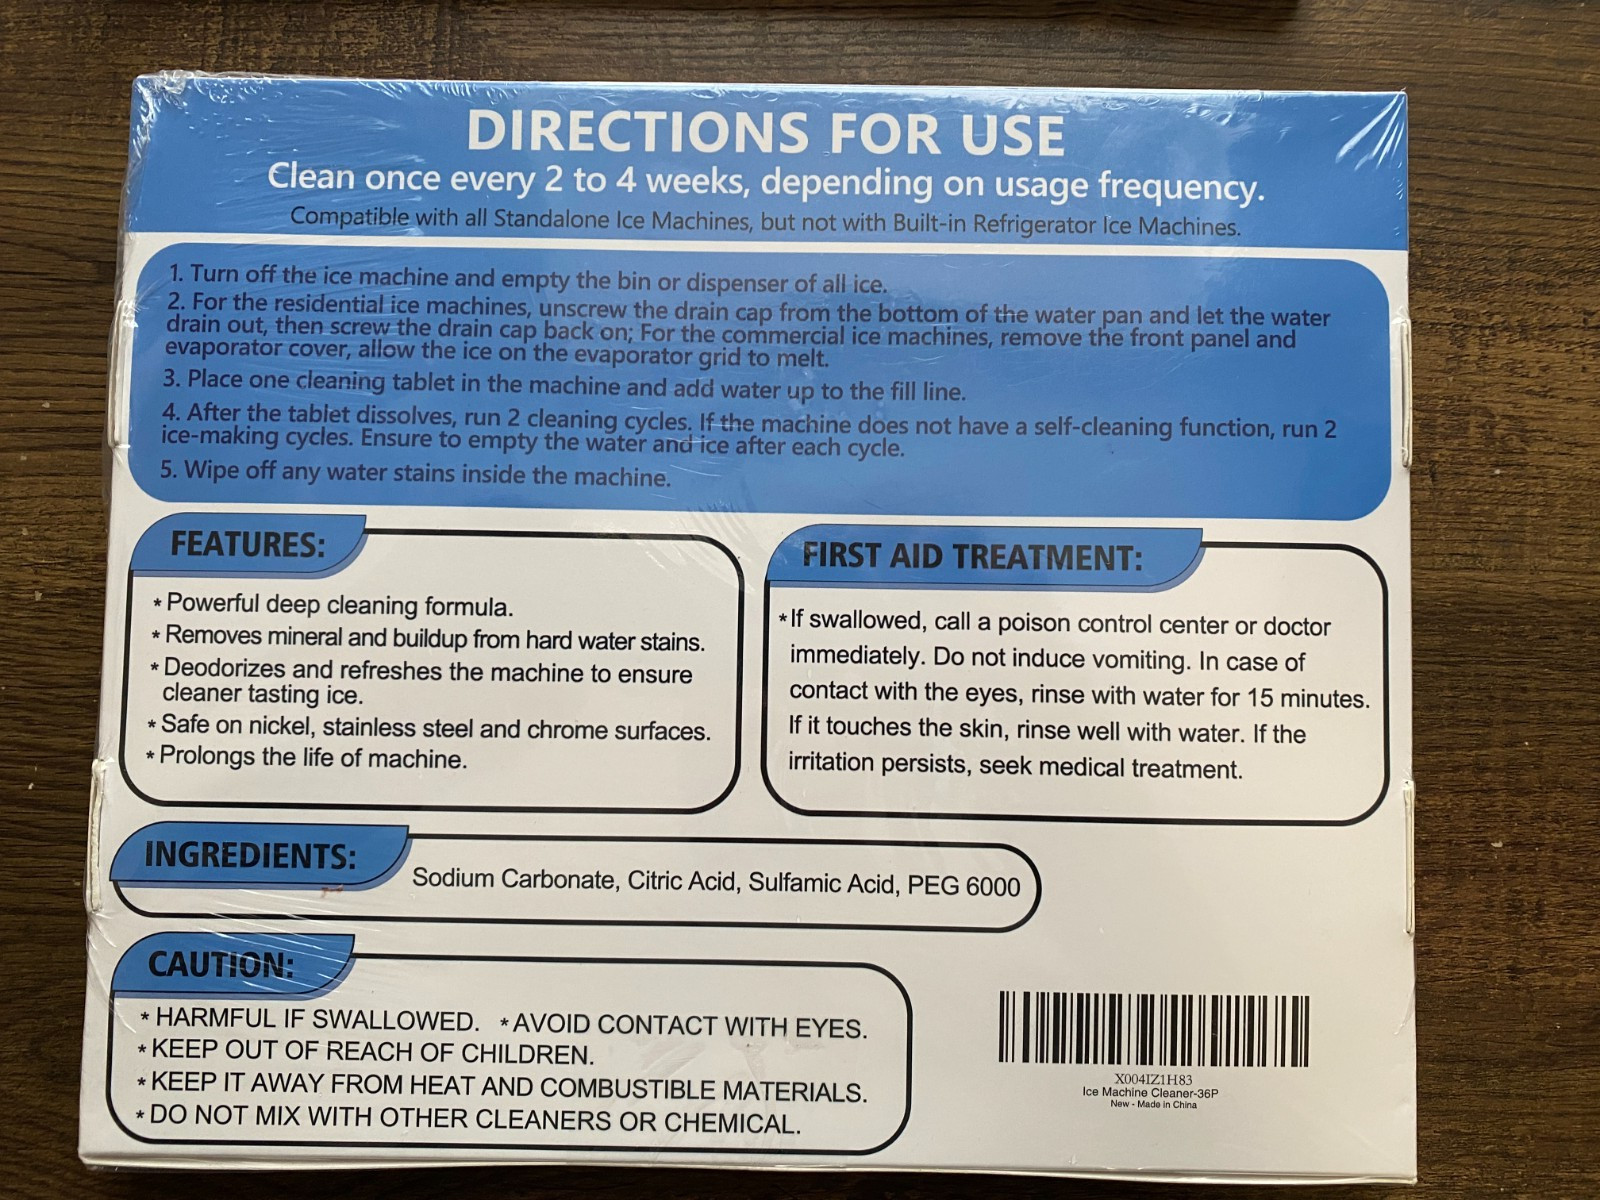 DIRECTIONS FOR USE
Clean once every 2 to 4 weeks, depending on usage frequency.
Compatible with all Standalone Ice Machines, but not with Built-in Refrigerator Ice Machines.
1. Turn off the ice machine and empty the bin or dispenser of all ice.
2. For the residential ice machines, unscrew the drain cap from the bottom of the water pan and let the water
drain out, then screw the drain cap back on; For the commercial ice machines, remove the front panel and
evaporator cover, allow the ice on the evaporator grid to melt.
3. Place one cleaning tablet in the machine and add water up to the fill line.
4. After the tablet dissolves, run 2 cleaning cycles. If the machine does not have a self-cleaning function, run 2
ice-making cycles. Ensure to empty the water and ice after each cycle.
5. Wipe off any water stains inside the machine.
FEATURES:
* Powerful deep cleaning formula.
* Removes mineral and buildup from hard water stains.
* Deodorizes and refreshes the machine to ensure
cleaner tasting ice.
* Safe on nickel, stainless steel and chrome surfaces.
* Prolongs the life of machine.
FIRST AID TREATMENT:
* If swallowed, call a poison control center or doctor
immediately. Do not induce vomiting. In case of
contact with the eyes, rinse with water for 15 minutes.
If it touches the skin, rinse well with water. If the
irritation persists, seek medical treatment.
INGREDIENTS:
Sodium Carbonate, Citric Acid, Sulfamic Acid, PEG 6000
CAUTION:
* HARMFUL IF SWALLOWED. * AVOID CONTACT WITH EYES.
* KEEP OUT OF REACH OF CHILDREN.
* KEEP IT AWAY FROM HEAT AND COMBUSTIBLE MATERIALS.
* DO NOT MIX WITH OTHER CLEANERS OR CHEMICAL.
X004IZ1H83
Ice Machine Cleaner-36P
New - Made in China